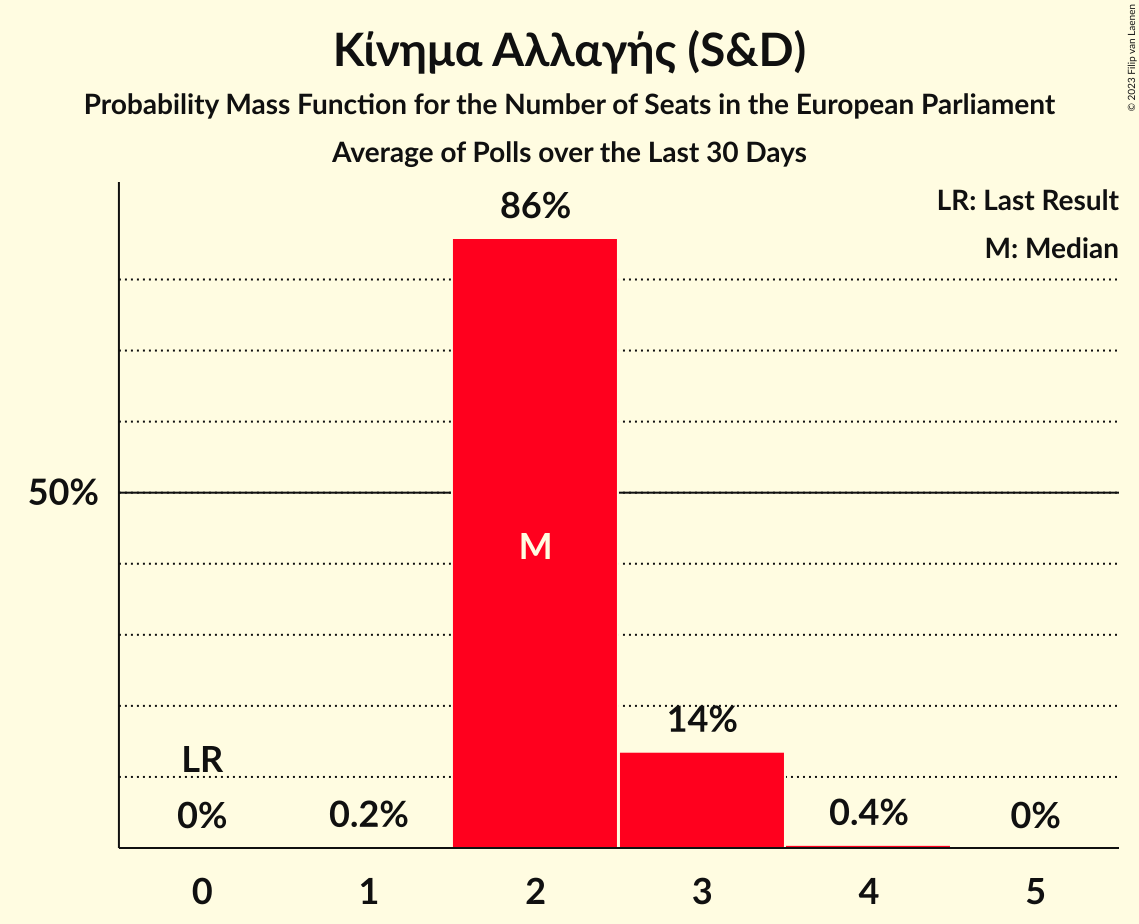 Κίνημα Αλλαγής (S&D)
Probability Mass Function for the Number of Seats in the European Parliament
Average of Polls over the Last 30 Days
© 2023 Filip van Laenen
LR: Last Result
M: Median
86%
50%
M
14%
LR
0%
0.2%
0.4%
0%
0 1 2 3 4 5